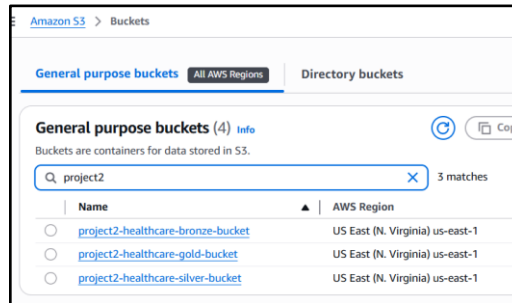 Amazon S3 > Buckets
General purpose buckets All AWS Regions Directory buckets
General purpose buckets (4) Info
Buckets are containers for data stored in S3.
project2 3 matches
Name AWS Region
project2-healthcare-bronze-bucket US East (N. Virginia) us-east-1
project2-healthcare-gold-bucket US East (N. Virginia) us-east-1
project2-healthcare-silver-bucket US East (N. Virginia) us-east-1